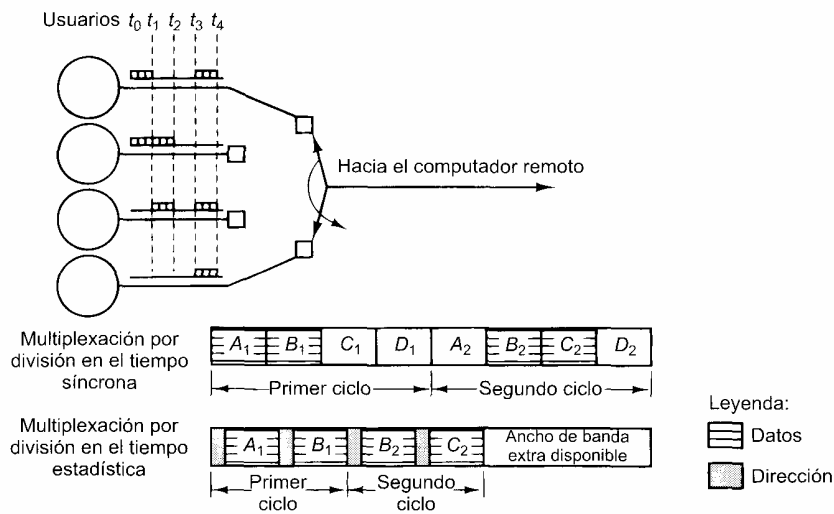 Usuarios t0 t1 t2 t3 t4
Hacia el computador remoto
Multiplexación por
división en el tiempo
síncrona
A1 B1 C1 D1 A2 B2 C2 D2
Primer ciclo
Segundo ciclo
Multiplexación por
división en el tiempo
estadística
A1 B1 B2 C2
Ancho de banda
extra disponible
Primer
ciclo
Segundo
ciclo
Leyenda:
Datos
Dirección